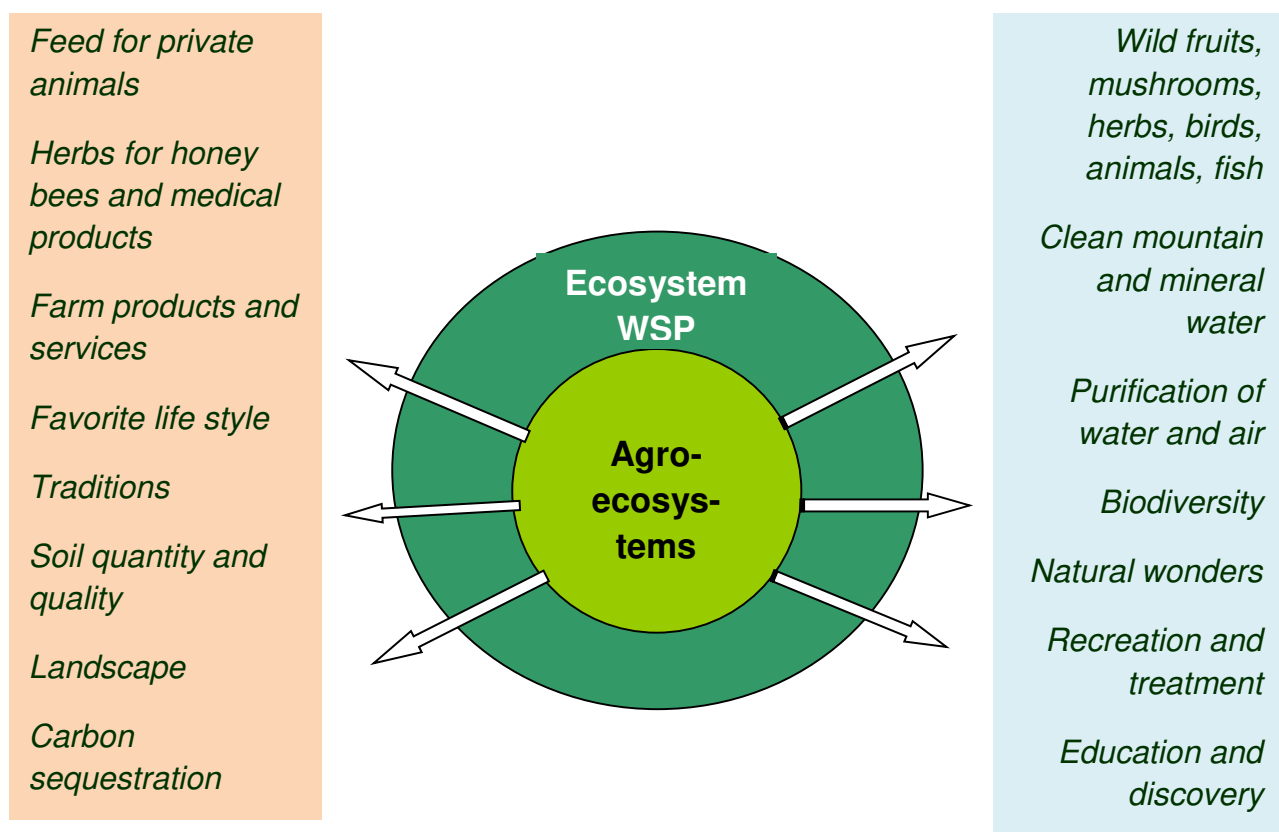 Feed for private
animals
Herbs for honey
bees and medical
products
Farm products and
services
Favorite life style
Traditions
Soil quantity and
quality
Landscape
Carbon
sequestration
Ecosystem
WSP
Agro-
ecosys-
tems
Wild fruits,
mushrooms,
herbs, birds,
animals, fish
Clean mountain
and mineral
water
Purification of
water and air
Biodiversity
Natural wonders
Recreation and
treatment
Education and
discovery